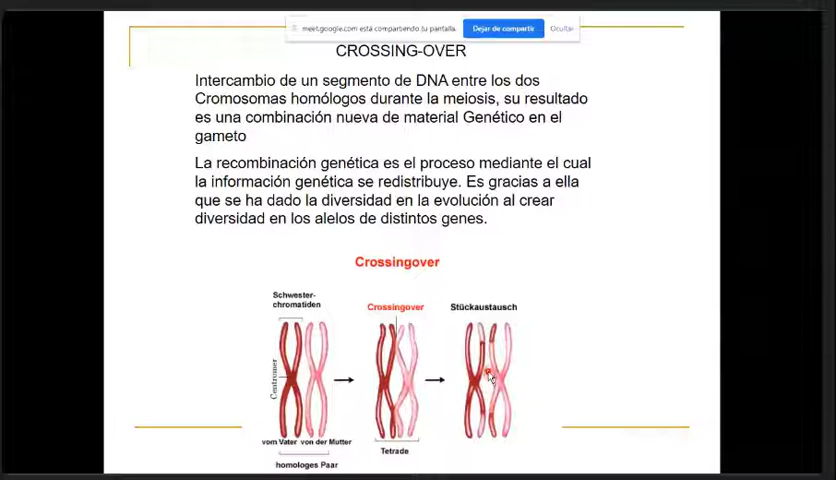 meet.google.com está compartiendo tu pantalla.
Dejar de compartir
Ocultar
CROSSING-OVER
Intercambio de un segmento de DNA entre los dos
Cromosomas homólogos durante la meiosis, su resultado
es una combinación nueva de material Genético en el
gameto
La recombinación genética es el proceso mediante el cual
la información genética se redistribuye. Es gracias a ella
que se ha dado la diversidad en la evolución al crear
diversidad en los alelos de distintos genes.
Crossingover
Schwester-
chromatiden
Crossingover
Stückaustausch
Centromer
vom Vater von der Mutter
Tetrade
homologes Paar